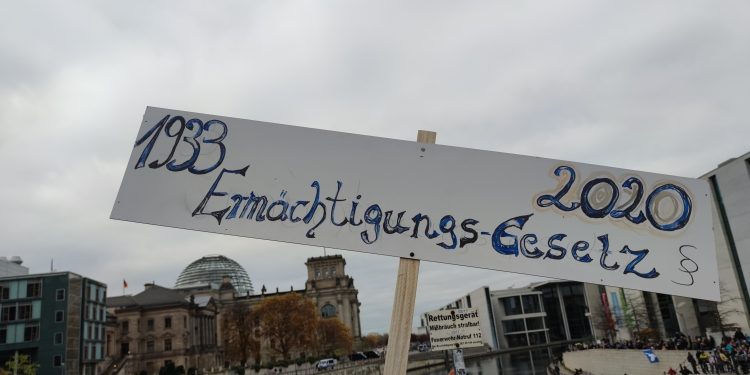 1933
2020
Ermächtigungs-Gesetz
§
Rettungsgerät
Mißbrauch strafbar!
Feuerwehr-Notruf 112